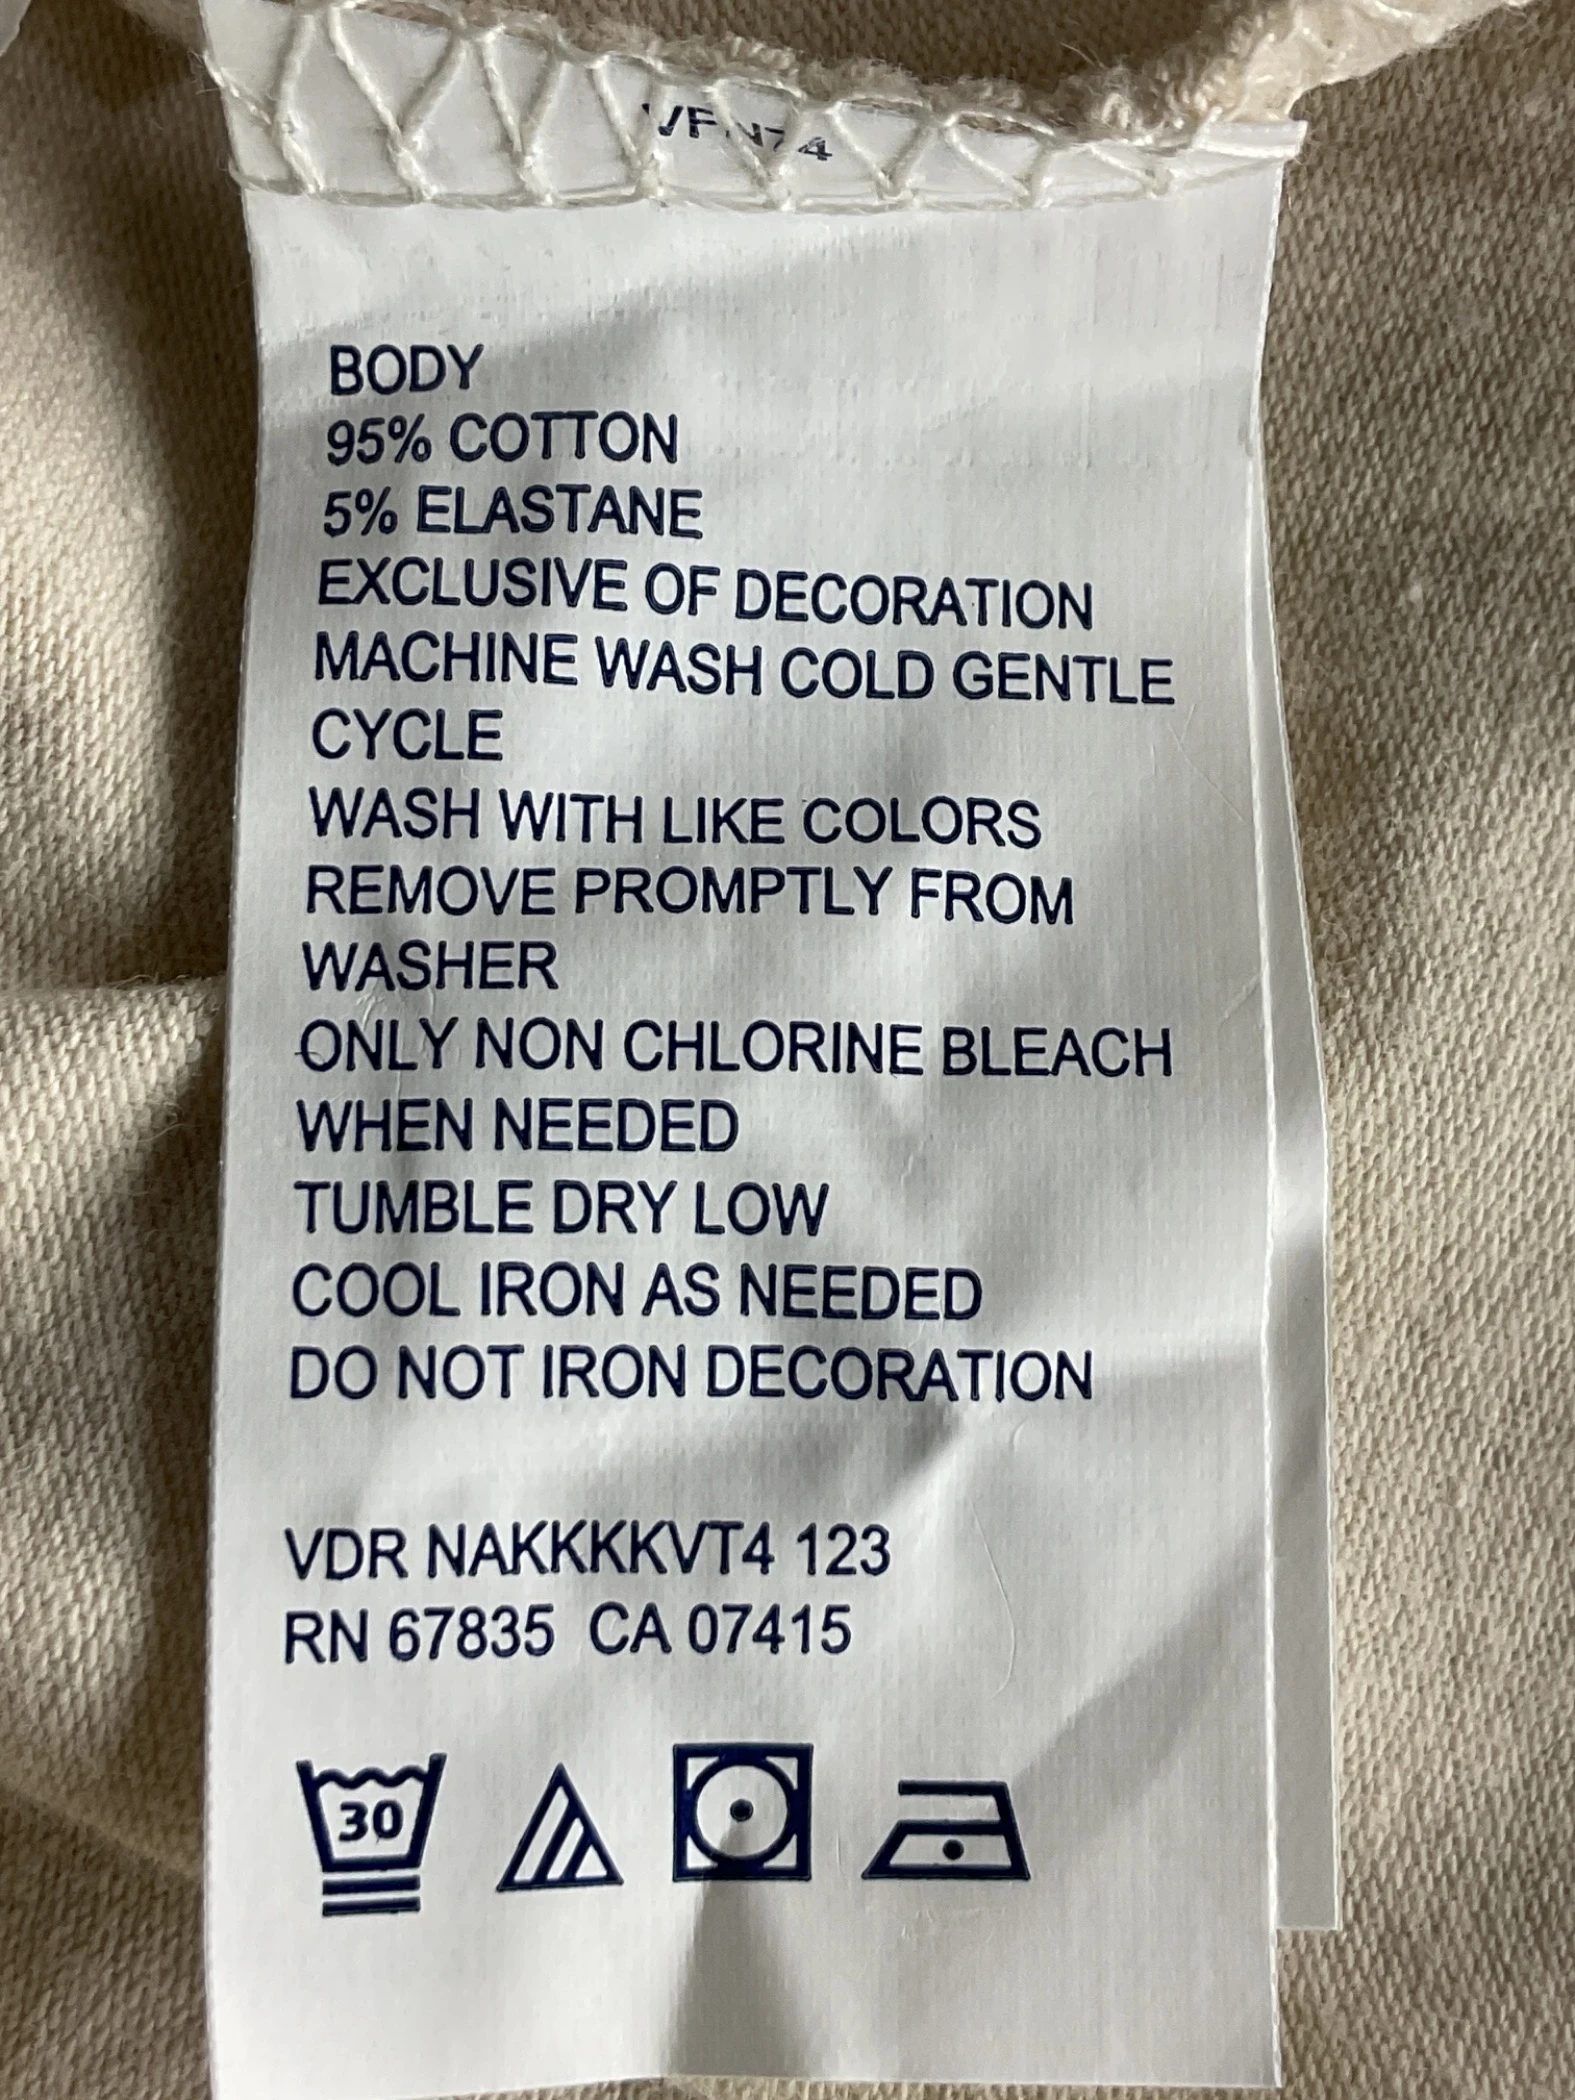 BODY
95% COTTON
5% ELASTANE
EXCLUSIVE OF DECORATION
MACHINE WASH COLD GENTLE
CYCLE
WASH WITH LIKE COLORS
REMOVE PROMPTLY FROM
WASHER
ONLY NON CHLORINE BLEACH
WHEN NEEDED
TUMBLE DRY LOW
COOL IRON AS NEEDED
DO NOT IRON DECORATION
VDR NAKKKKVT4 123
RN 67835 CA 07415
30